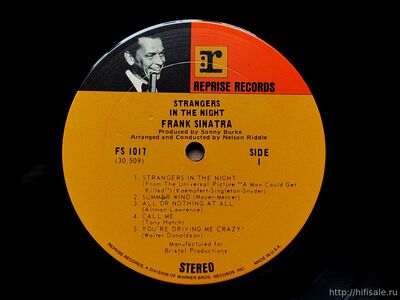 r:
REPRISE RECORDS
STRANGERS
IN THE NIGHT
FRANK SINATRA
Produced by Sonny Burke
Arranged and Conducted by Nelson Riddle
FS 1017
(30,509)
SIDE
1
1. STRANGERS IN THE NIGHT
(From The Universal Picture "A Man Could Get
Killed") (Kaempfert-Singleton-Snyder)
2. SUMMER WIND (Mayer-Mercer)
3. ALL OR NOTHING AT ALL
(Altman-Lawrence)
4. CALL ME
(Tony Hatch)
5. YOU'RE DRIVING ME CRAZY!
(Walter Donaldson)
Manufactured for
Bristol Productions
STEREO
REPRISE RECORDS, A DIVISION OF WARNER BROS. RECORDS, INC.
MADE IN U.S.A.
http://hifisale.ru